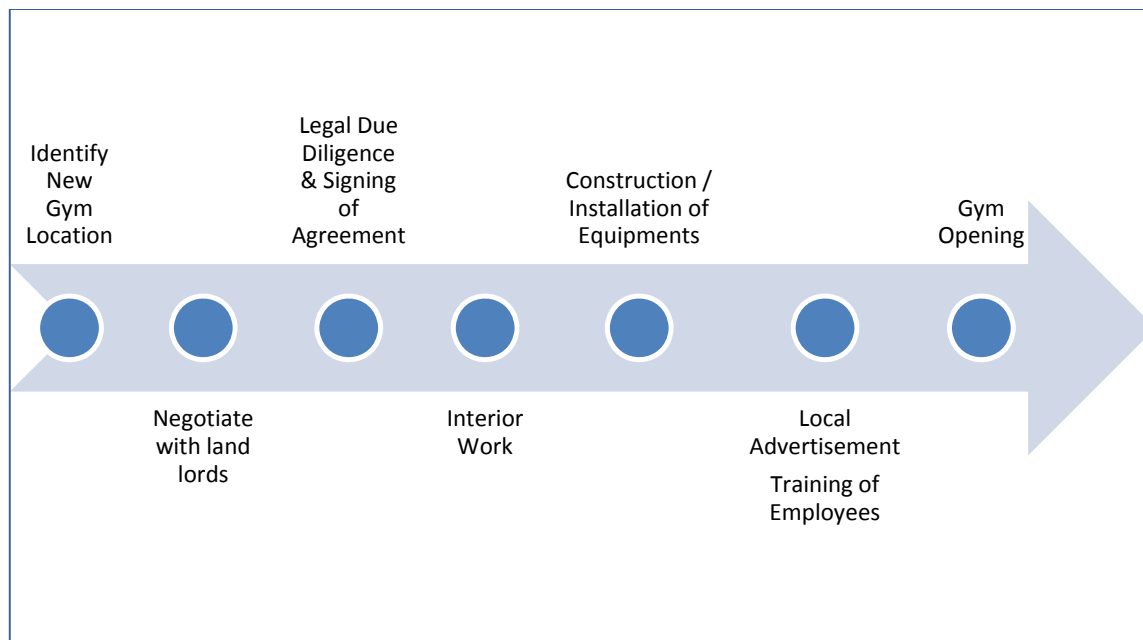 Identify
New
Gym
Location
Negotiate
with land
lords
Legal Due
Diligence
& Signing
of
Agreement
Interior
Work
Construction /
Installation of
Equipments
Local
Advertisement
Training of
Employees
Gym
Opening